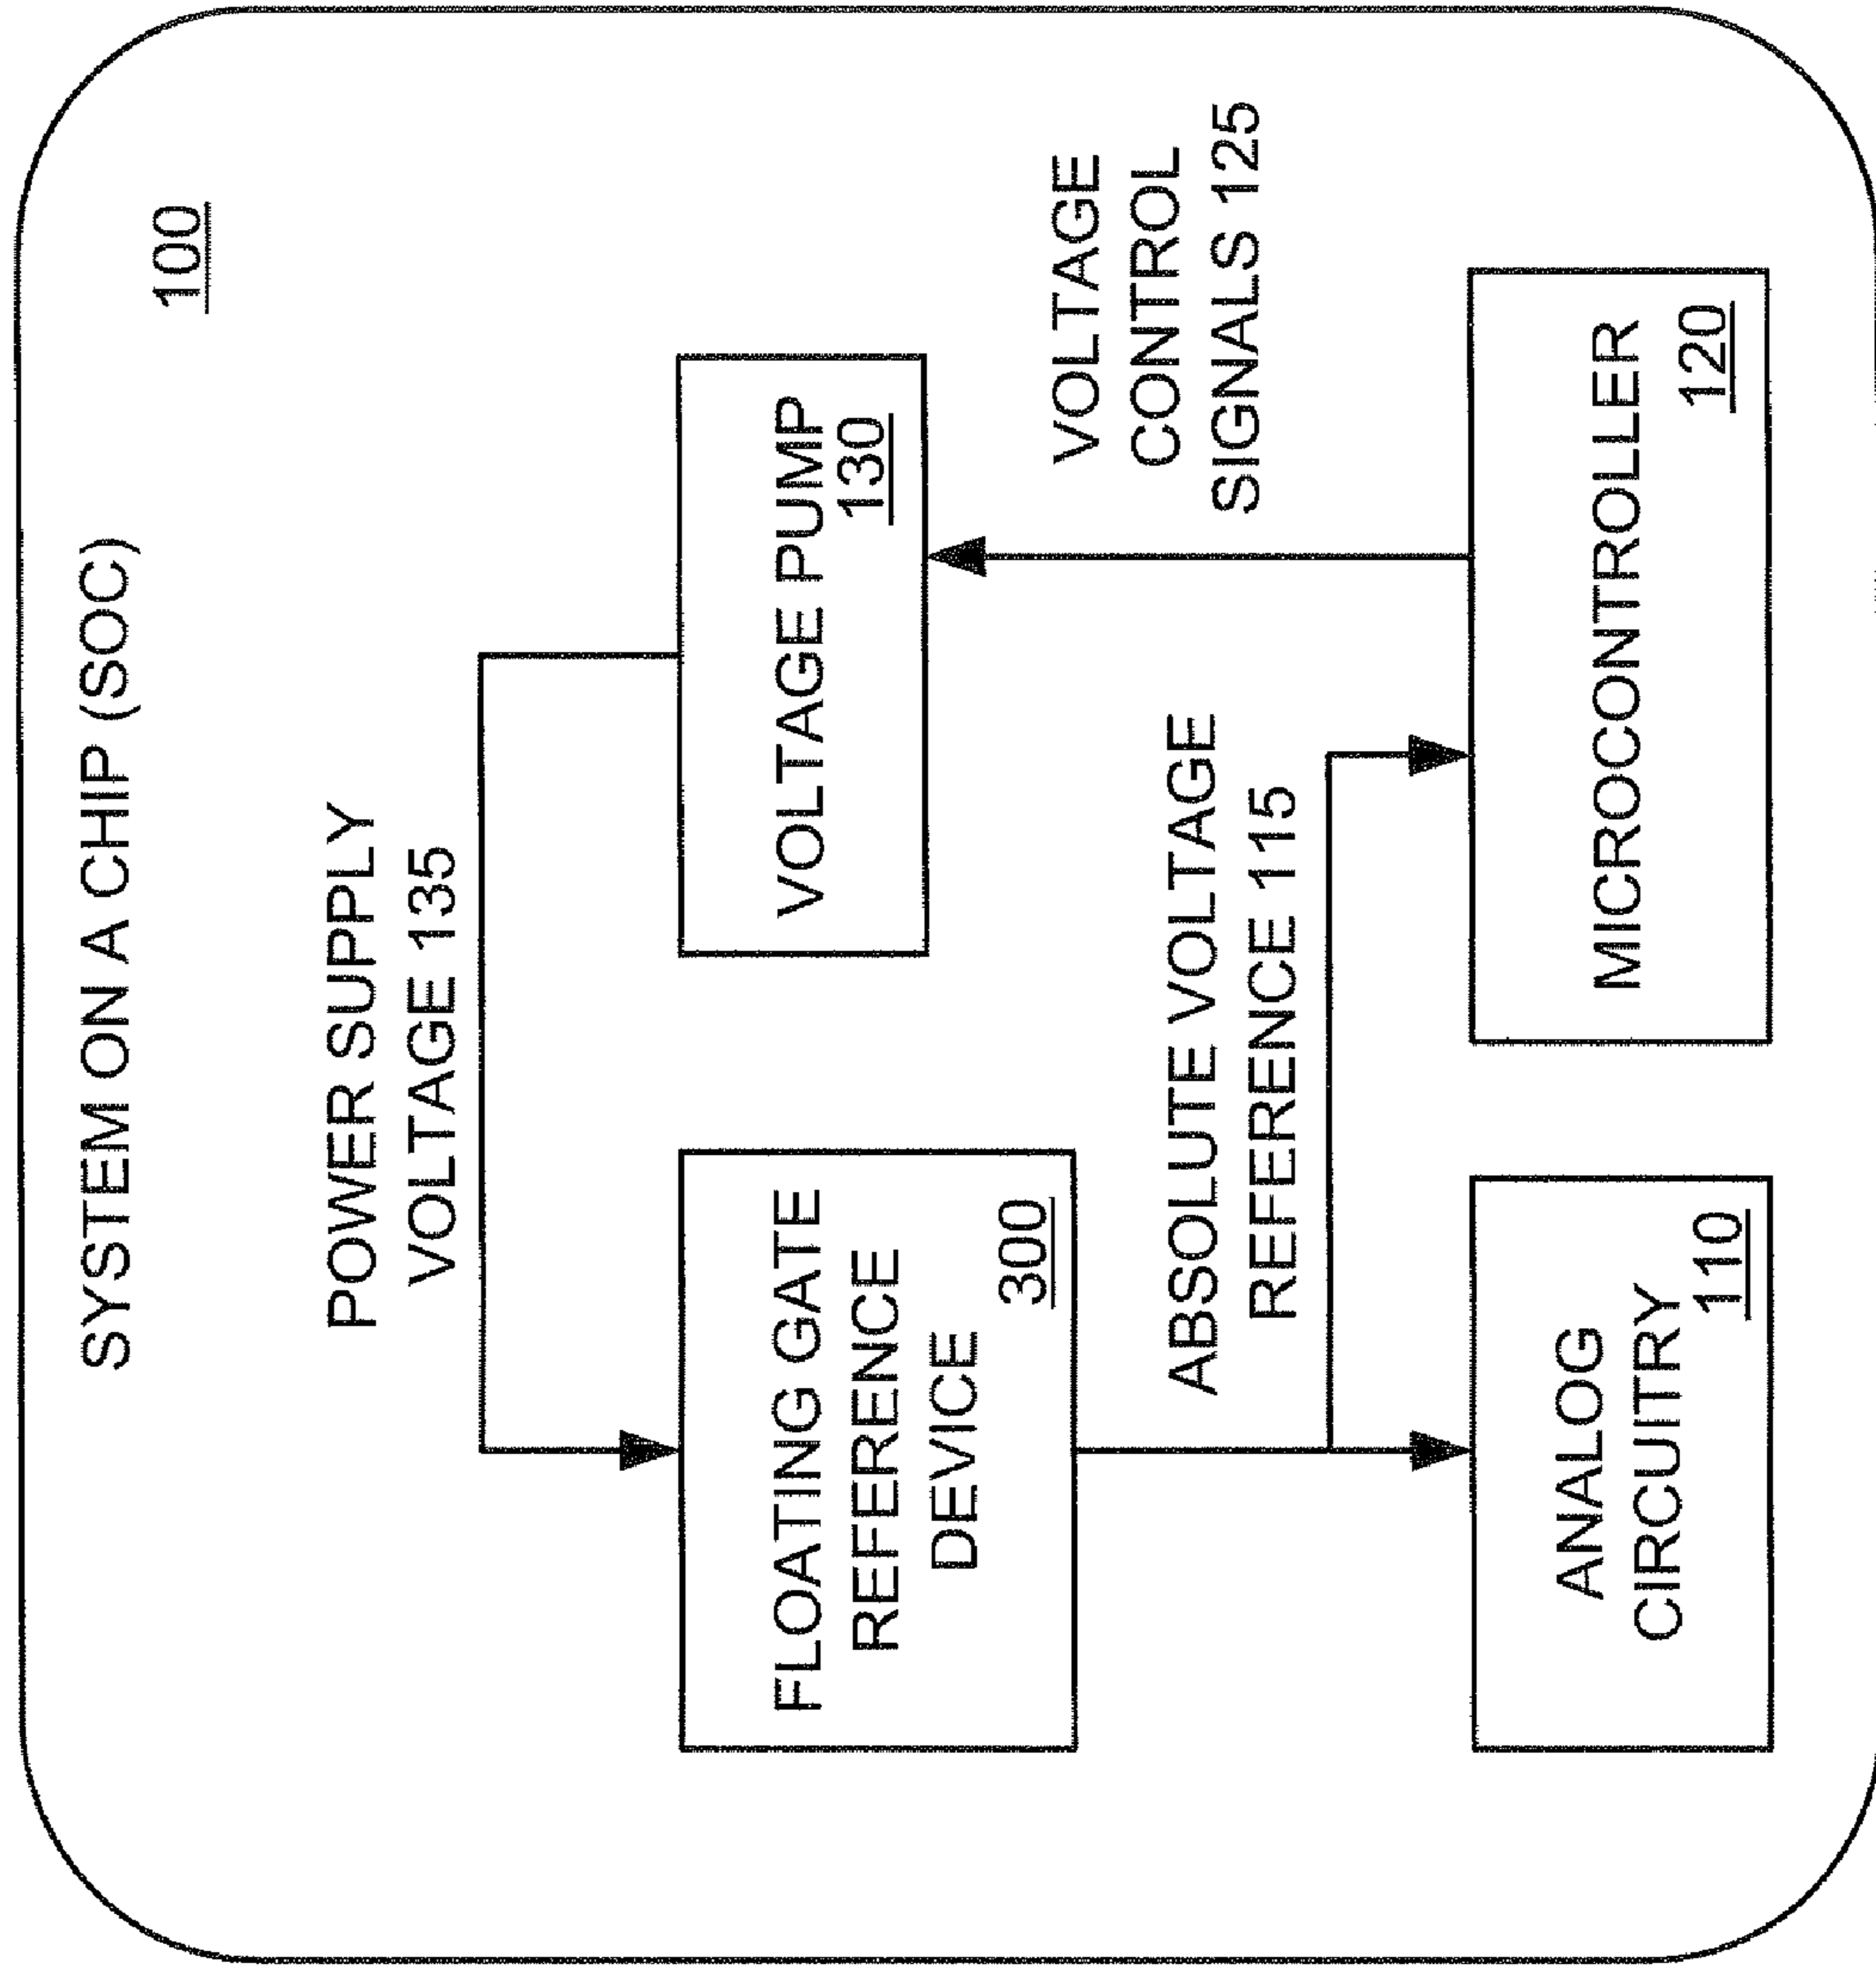 SYSTEM ON A CHIP (SOC)
100
POWER SUPPLY
VOLTAGE 135
FLOATING GATE
REFERENCE
DEVICE
300
VOLTAGE PUMP
130
VOLTAGE
CONTROL
SIGNALS 125
ABSOLUTE VOLTAGE
REFERENCE 115
ANALOG
CIRCUITRY
110
MICROCONTROLLER
120